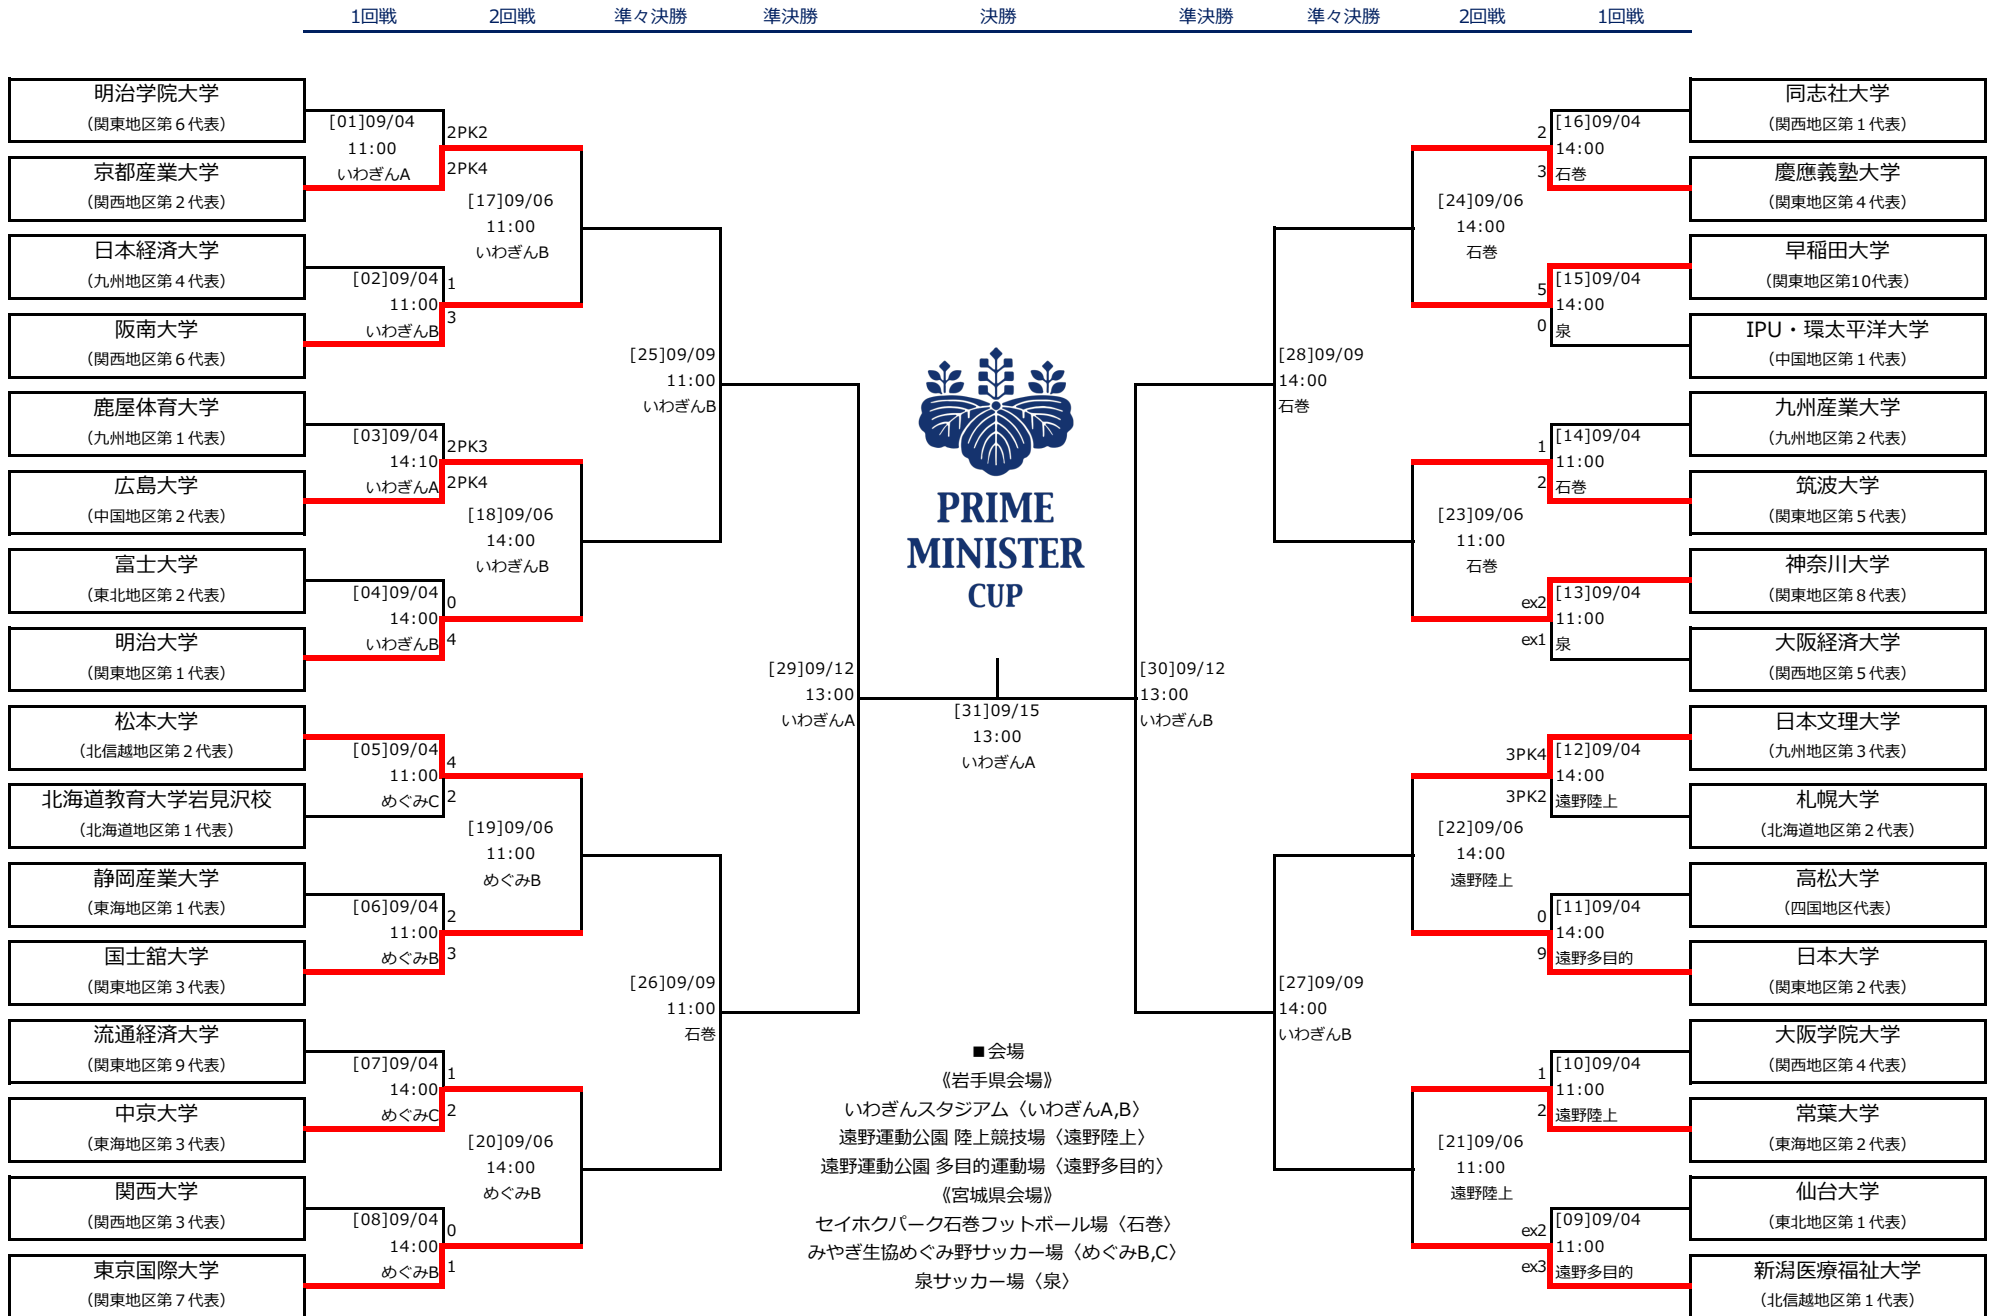 1回戦 2回戦 準々決勝 準決勝 決勝 準決勝 準々決勝 2回戦 1回戦
明治学院大学
（関東地区第６代表）
京都産業大学
（関西地区第２代表）
[01]09/04
11:00
いわぎんA
2PK2
2PK4
日本経済大学
（九州地区第４代表）
阪南大学
（関西地区第６代表）
[02]09/04
11:00
いわぎんB
1
3
[17]09/06
11:00
いわぎんB
鹿屋体育大学
（九州地区第１代表）
広島大学
（中国地区第２代表）
[03]09/04
14:10
いわぎんA
2PK3
2PK4
富士大学
（東北地区第２代表）
明治大学
（関東地区第１代表）
[04]09/04
14:00
いわぎんB
0
4
[18]09/06
14:00
いわぎんB
[25]09/09
11:00
いわぎんB
松本大学
（北信越地区第２代表）
北海道教育大学岩見沢校
（北海道地区第１代表）
[05]09/04
11:00
めぐみC
4
2
静岡産業大学
（東海地区第１代表）
国士舘大学
（関東地区第３代表）
[06]09/04
11:00
めぐみB
2
3
[19]09/06
11:00
めぐみB
流通経済大学
（関東地区第９代表）
中京大学
（東海地区第３代表）
[07]09/04
14:00
めぐみC
1
2
関西大学
（関西地区第３代表）
東京国際大学
（関東地区第７代表）
[08]09/04
14:00
めぐみB
0
1
[20]09/06
14:00
めぐみB
[26]09/09
11:00
石巻
[29]09/12
13:00
いわぎんA
PRIME
MINISTER
CUP
[31]09/15
13:00
いわぎんA
■会場
《岩手県会場》
いわぎんスタジアム〈いわぎんA,B〉
遠野運動公園 陸上競技場〈遠野陸上〉
遠野運動公園 多目的運動場〈遠野多目的〉
《宮城県会場》
セイホクパーク石巻フットボール場〈石巻〉
みやぎ生協めぐみ野サッカー場〈めぐみB,C〉
泉サッカー場〈泉〉
[30]09/12
13:00
いわぎんB
[28]09/09
14:00
石巻
[24]09/06
14:00
石巻
2
3
[16]09/04
14:00
石巻
同志社大学
（関西地区第１代表）
慶應義塾大学
（関東地区第４代表）
5
0
[15]09/04
14:00
泉
早稲田大学
（関東地区第10代表）
IPU・環太平洋大学
（中国地区第１代表）
[23]09/06
11:00
石巻
1
2
[14]09/04
11:00
石巻
九州産業大学
（九州地区第２代表）
筑波大学
（関東地区第５代表）
ex2
ex1
[13]09/04
11:00
泉
神奈川大学
（関東地区第８代表）
大阪経済大学
（関西地区第５代表）
[27]09/09
14:00
いわぎんB
[22]09/06
14:00
遠野陸上
3PK4
3PK2
[12]09/04
14:00
遠野陸上
日本文理大学
（九州地区第３代表）
札幌大学
（北海道地区第２代表）
0
9
[11]09/04
14:00
遠野多目的
高松大学
（四国地区代表）
日本大学
（関東地区第２代表）
[21]09/06
11:00
遠野陸上
1
2
[10]09/04
11:00
遠野陸上
大阪学院大学
（関西地区第４代表）
常葉大学
（東海地区第２代表）
ex2
ex3
[09]09/04
11:00
遠野多目的
仙台大学
（東北地区第１代表）
新潟医療福祉大学
（北信越地区第１代表）